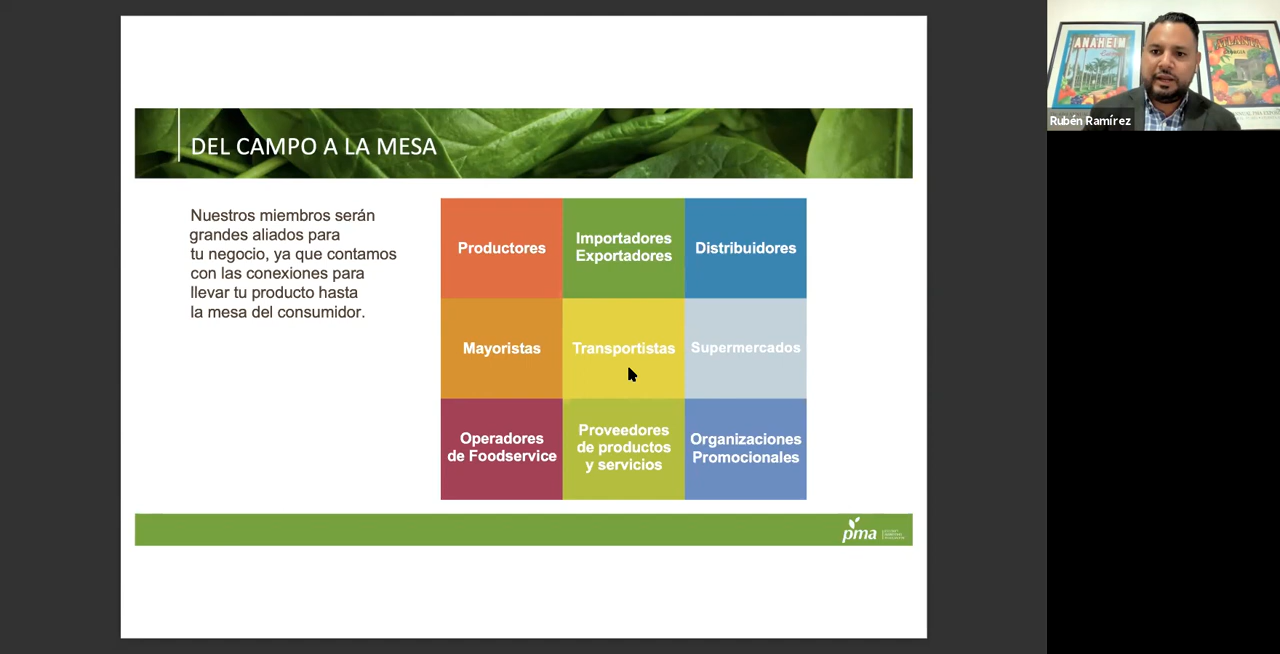 DEL CAMPO A LA MESA
Nuestros miembros serán
grandes aliados para
tu negocio, ya que contamos
con las conexiones para
llevar tu producto hasta
la mesa del consumidor.
Productores
Importadores
Exportadores
Distribuidores
Mayoristas
Transportistas
Supermercados
Operadores
de Foodservice
Proveedores
de productos
y servicios
Organizaciones
Promocionales
pma
ANAHEIM
ATLANTA
Rubén Ramírez